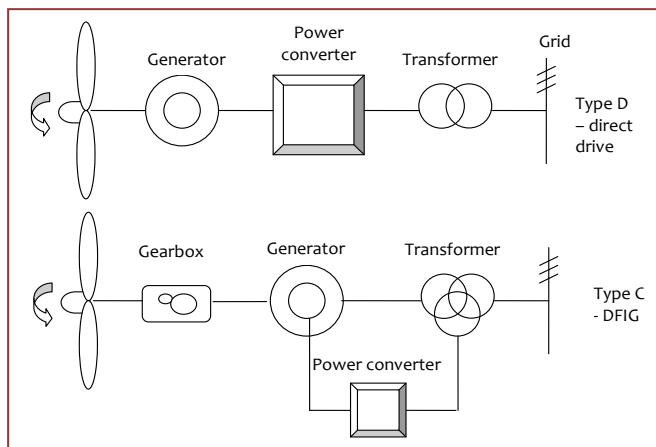 Power
converter
Generator
Transformer
Grid
Type D
– direct
drive
Gearbox
Generator
Transformer
Type C
- DFIG
Power converter